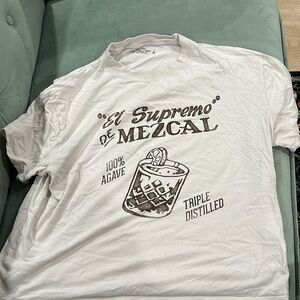 "El Supremo"
DE MEZCAL
100%
AGAVE
TRIPLE
DISTILLED